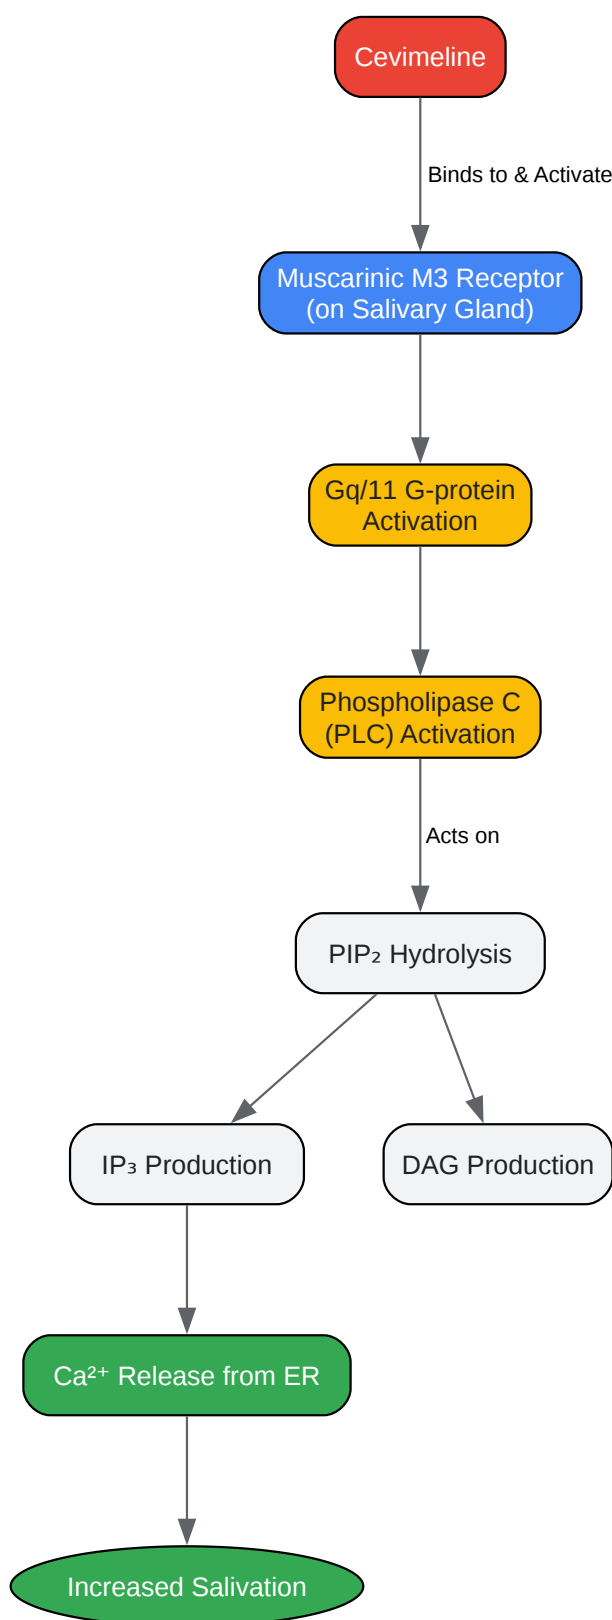 Cevimeline
Binds to & Activate
Muscarinic M3 Receptor
(on Salivary Gland)
Gq/11 G-protein
Activation
Phospholipase C
(PLC) Activation
Acts on
PIP₂ Hydrolysis
IP₃ Production
DAG Production
Ca²⁺ Release from ER
Increased Salivation